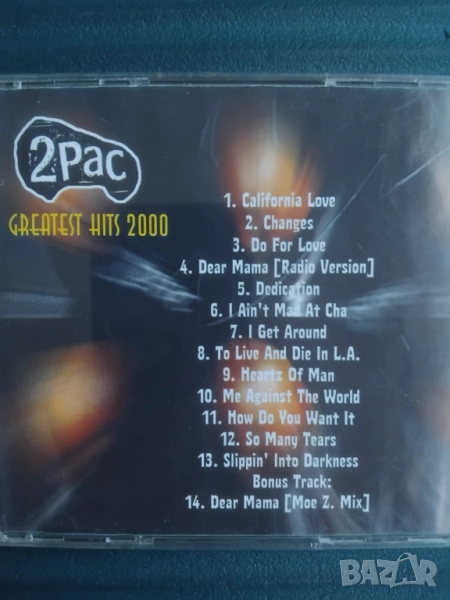 2Pac
GREATEST HITS 2000
1. California Love
2. Changes
3. Do For Love
4. Dear Mama [Radio Version]
5. Dedication
6. I Ain't Mad At Cha
7. I Get Around
8. To Live And Die In L.A.
9. Heartz Of Man
10. Me Against The World
11. How Do You Want It
12. So Many Tears
13. Slippin' Into Darkness
Bonus Track:
14. Dear Mama [Moe Z. Mix]
BAZAR